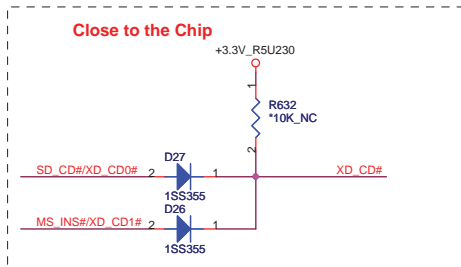 Close to the Chip
+3.3V_R5U230
1
R632
*10K_NC
2
D27
SD_CD#/XD_CD0# 2 1 XD_CD#
1SS355
D26
MS_INS#/XD_CD1# 2 1
1SS355